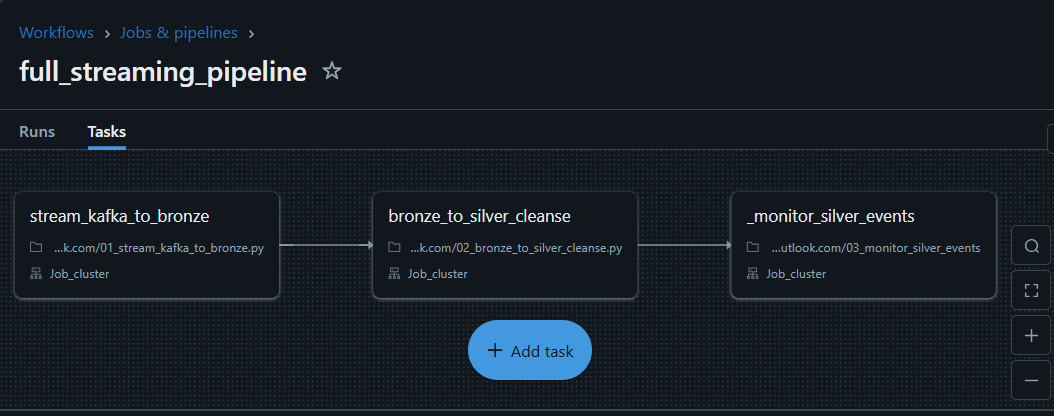 Workflows › Jobs & pipelines ›
full_streaming_pipeline
Runs Tasks
stream_kafka_to_bronze
...k.com/01_stream_kafka_to_bronze.py
Job_cluster
bronze_to_silver_cleanse
...k.com/02_bronze_to_silver_cleanse.py
Job_cluster
_monitor_silver_events
...utlook.com/03_monitor_silver_events
Job_cluster
+ Add task